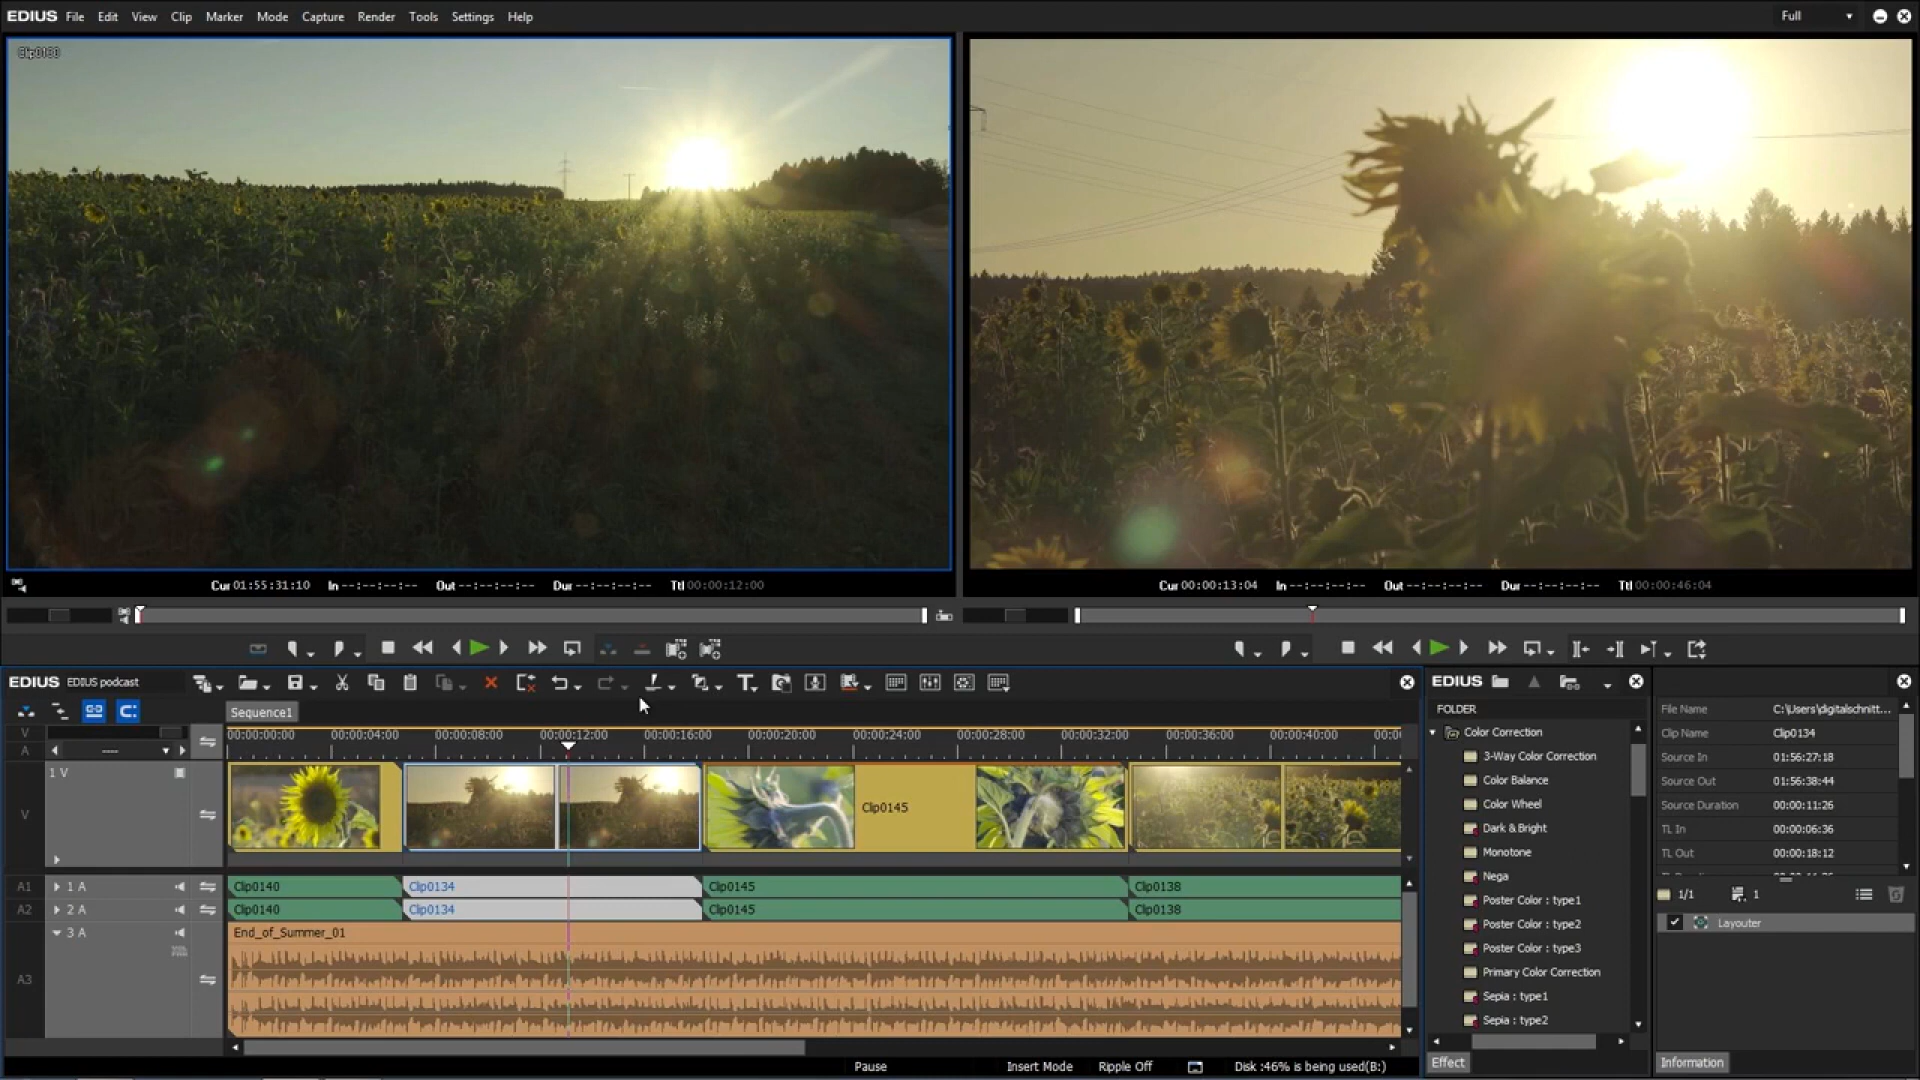 EDIUS File Edit View Clip Marker Mode Capture Render Tools Settings Help Full
Clip0130
Cur 01:55:31:10 In --:--:--:-- Out --:--:--:-- Dur --:--:--:-- Ttl 00:00:12:00
Cur 00:00:13:04 In --:--:--:-- Out --:--:--:-- Dur --:--:--:-- Ttl 00:00:46:04
EDIUS EDIUS podcast
Sequence1
00:00:00:00 00:00:04:00 00:00:08:00 00:00:12:00 00:00:16:00 00:00:20:00 00:00:24:00 00:00:28:00 00:00:32:00 00:00:36:00 00:00:40:00 00:0
V
A ----
1 V
V
Clip0145
A1 1 A Clip0140 Clip0134 Clip0145 Clip0138
A2 2 A Clip0140 Clip0134 Clip0145 Clip0138
3 A End_of_Summer_01
A3
Pause Insert Mode Ripple Off Disk :46% is being used(B:)
EDIUS
FOLDER
Color Correction
3-Way Color Correction
Color Balance
Color Wheel
Dark & Bright
Monotone
Nega
Poster Color : type1
Poster Color : type2
Poster Color : type3
Primary Color Correction
Sepia : type1
Sepia : type2
Effect
File Name C:\Users\digitalschnitt...
Clip Name Clip0134
Source In 01:56:27:18
Source Out 01:56:38:44
Source Duration 00:00:11:26
TL In 00:00:06:36
TL Out 00:00:18:12
1/1 1
Layouter
Information